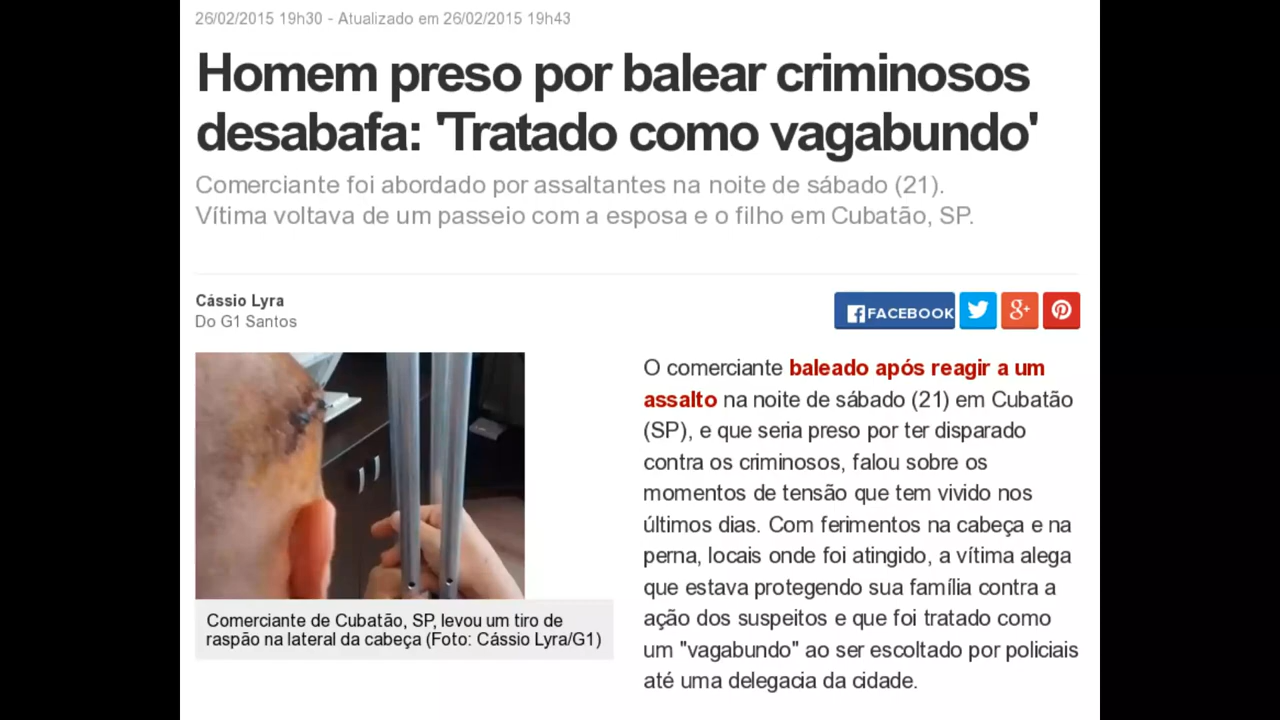 26/02/2015 19h30 - Atualizado em 26/02/2015 19h43
Homem preso por balear criminosos
desabafa: 'Tratado como vagabundo'
Comerciante foi abordado por assaltantes na noite de sábado (21).
Vítima voltava de um passeio com a esposa e o filho em Cubatão, SP.
Cássio Lyra
Do G1 Santos
FACEBOOK
Comerciante de Cubatão, SP, levou um tiro de
raspão na lateral da cabeça (Foto: Cássio Lyra/G1)
O comerciante baleado após reagir a um
assalto na noite de sábado (21) em Cubatão
(SP), e que seria preso por ter disparado
contra os criminosos, falou sobre os
momentos de tensão que tem vivido nos
últimos dias. Com ferimentos na cabeça e na
perna, locais onde foi atingido, a vítima alega
que estava protegendo sua família contra a
ação dos suspeitos e que foi tratado como
um "vagabundo" ao ser escoltado por policiais
até uma delegacia da cidade.